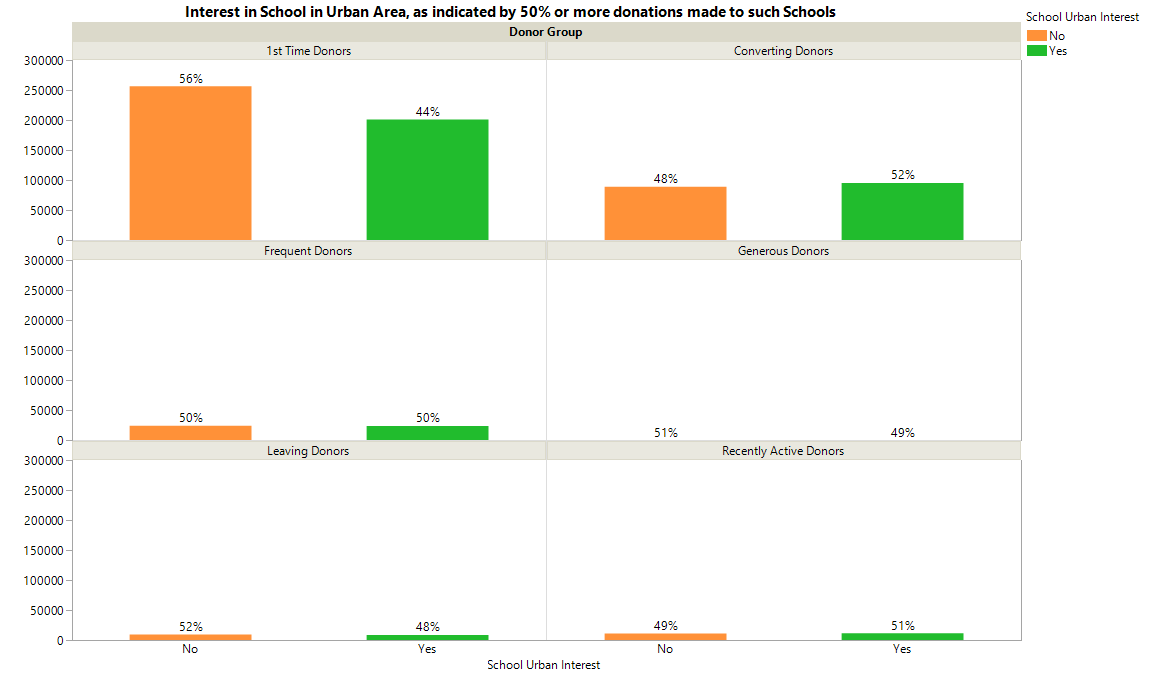 Interest in School in Urban Area, as indicated by 50% or more donations made to such Schools
School Urban Interest
No
Yes
Donor Group
1st Time Donors
Converting Donors
300000
250000
200000
150000
100000
50000
0
56%
44%
48%
52%
Frequent Donors
Generous Donors
300000
250000
200000
150000
100000
50000
0
50%
50%
51%
49%
Leaving Donors
Recently Active Donors
300000
250000
200000
150000
100000
50000
0
52%
48%
49%
51%
No
Yes
No
Yes
School Urban Interest